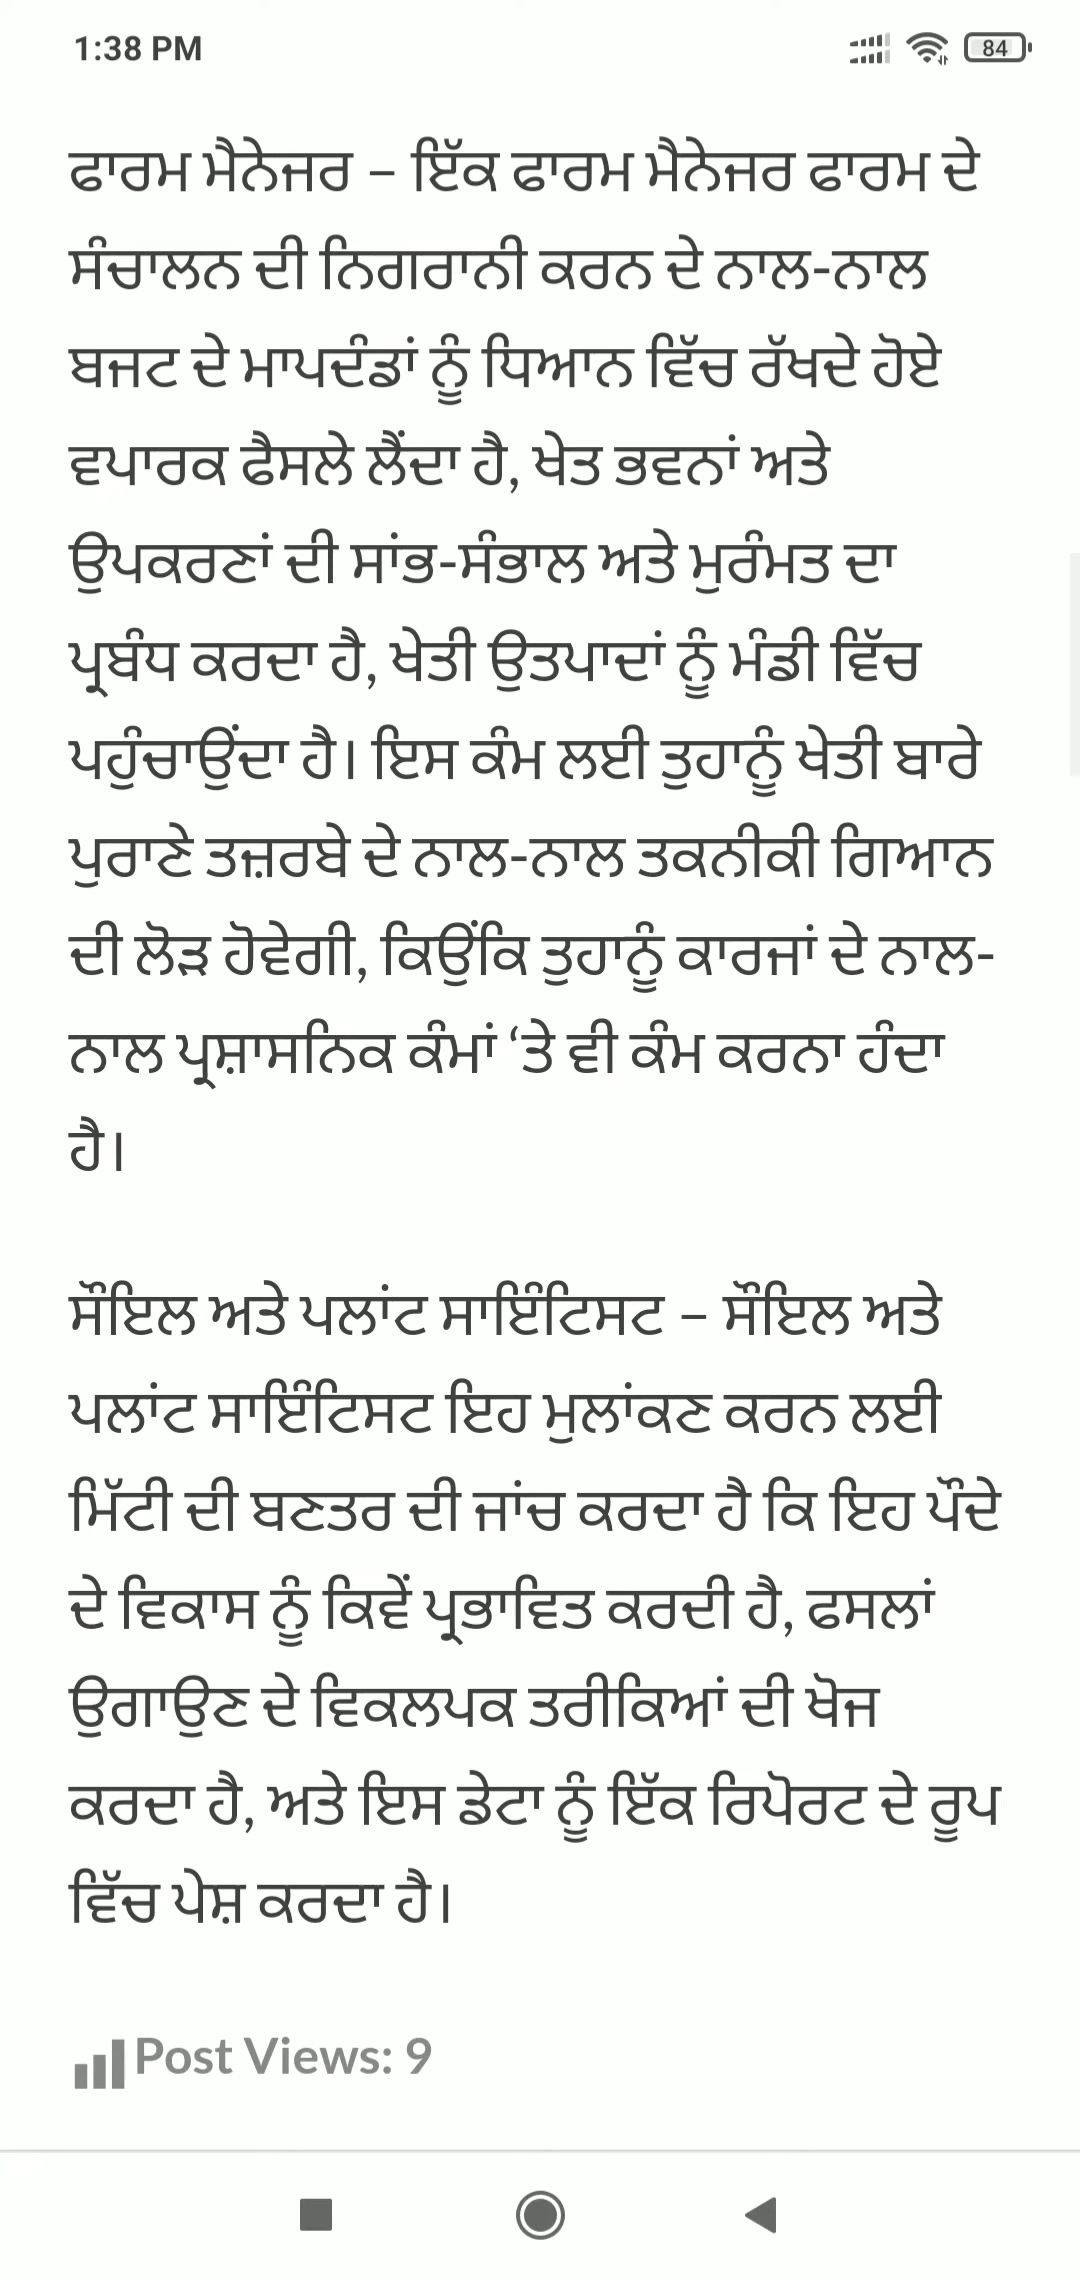 1:38 PM
84
ਫਾਰਮ ਮੈਨੇਜਰ – ਇੱਕ ਫਾਰਮ ਮੈਨੇਜਰ ਫਾਰਮ ਦੇ
ਸੰਚਾਲਨ ਦੀ ਨਿਗਰਾਨੀ ਕਰਨ ਦੇ ਨਾਲ-ਨਾਲ
ਬਜਟ ਦੇ ਮਾਪਦੰਡਾਂ ਨੂੰ ਧਿਆਨ ਵਿੱਚ ਰੱਖਦੇ ਹੋਏ
ਵਪਾਰਕ ਫੈਸਲੇ ਲੈਂਦਾ ਹੈ, ਖੇਤ ਭਵਨਾਂ ਅਤੇ
ਉਪਕਰਣਾਂ ਦੀ ਸਾਂਭ-ਸੰਭਾਲ ਅਤੇ ਮੁਰੰਮਤ ਦਾ
ਪ੍ਰਬੰਧ ਕਰਦਾ ਹੈ, ਖੇਤੀ ਉਤਪਾਦਾਂ ਨੂੰ ਮੰਡੀ ਵਿੱਚ
ਪਹੁੰਚਾਉਂਦਾ ਹੈ। ਇਸ ਕੰਮ ਲਈ ਤੁਹਾਨੂੰ ਖੇਤੀ ਬਾਰੇ
ਪੁਰਾਣੇ ਤਜ਼ਰਬੇ ਦੇ ਨਾਲ-ਨਾਲ ਤਕਨੀਕੀ ਗਿਆਨ
ਦੀ ਲੋੜ ਹੋਵੇਗੀ, ਕਿਉਂਕਿ ਤੁਹਾਨੂੰ ਕਾਰਜਾਂ ਦੇ ਨਾਲ-
ਨਾਲ ਪ੍ਰਸ਼ਾਸਨਿਕ ਕੰਮਾਂ ‘ਤੇ ਵੀ ਕੰਮ ਕਰਨਾ ਹੰਦਾ
ਹੈ।
ਸੌਇਲ ਅਤੇ ਪਲਾਂਟ ਸਾਇੰਟਿਸਟ – ਸੌਇਲ ਅਤੇ
ਪਲਾਂਟ ਸਾਇੰਟਿਸਟ ਇਹ ਮੁਲਾਂਕਣ ਕਰਨ ਲਈ
ਮਿੱਟੀ ਦੀ ਬਣਤਰ ਦੀ ਜਾਂਚ ਕਰਦਾ ਹੈ ਕਿ ਇਹ ਪੌਦੇ
ਦੇ ਵਿਕਾਸ ਨੂੰ ਕਿਵੇਂ ਪ੍ਰਭਾਵਿਤ ਕਰਦੀ ਹੈ, ਫਸਲਾਂ
ਉਗਾਉਣ ਦੇ ਵਿਕਲਪਕ ਤਰੀਕਿਆਂ ਦੀ ਖੋਜ
ਕਰਦਾ ਹੈ, ਅਤੇ ਇਸ ਡੇਟਾ ਨੂੰ ਇੱਕ ਰਿਪੋਰਟ ਦੇ ਰੂਪ
ਵਿੱਚ ਪੇਸ਼ ਕਰਦਾ ਹੈ।
Post Views: 9